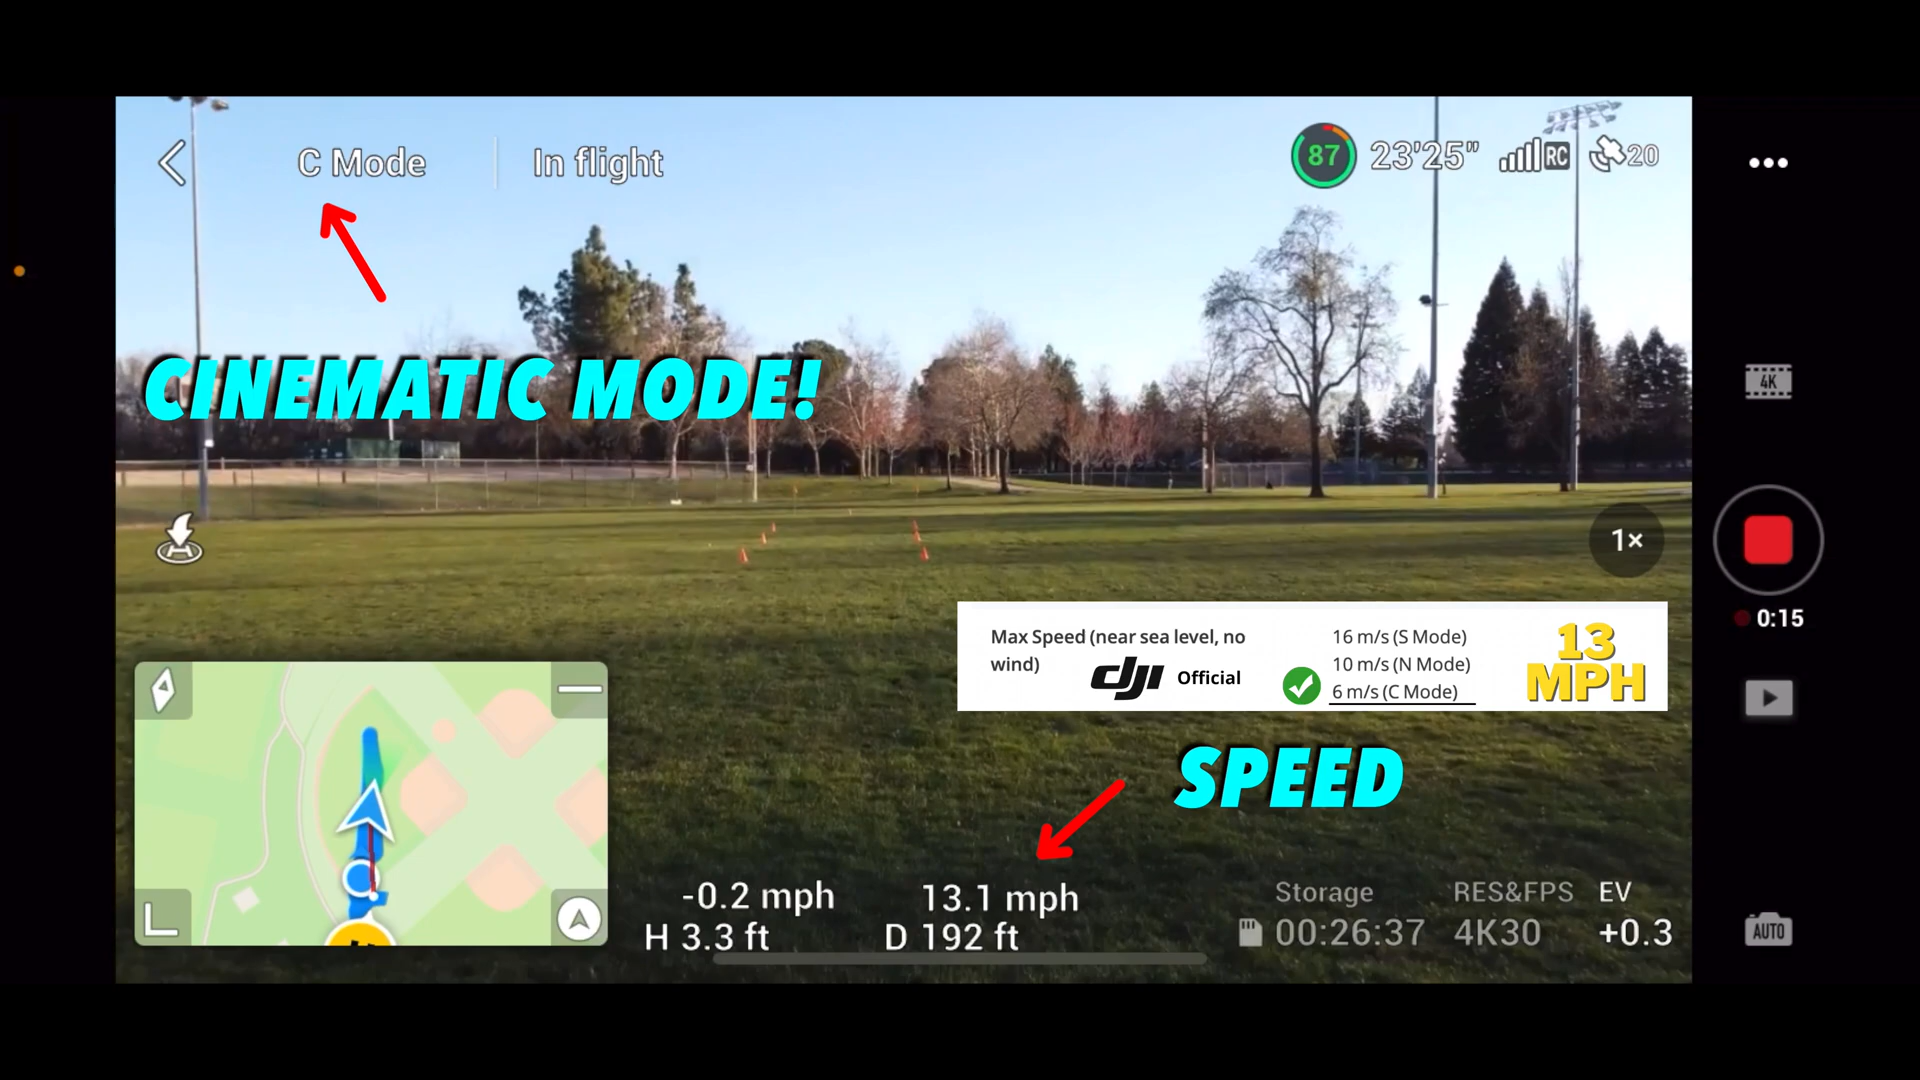 C Mode
In flight
87
23'25"
RC
20
CINEMATIC MODE!
4K
1×
0:15
Max Speed (near sea level, no
wind)
dji Official
16 m/s (S Mode)
10 m/s (N Mode)
6 m/s (C Mode)
13
MPH
SPEED
-0.2 mph
13.1 mph
H 3.3 ft
D 192 ft
Storage
00:26:37
RES&FPS
4K30
EV
+0.3
AUTO